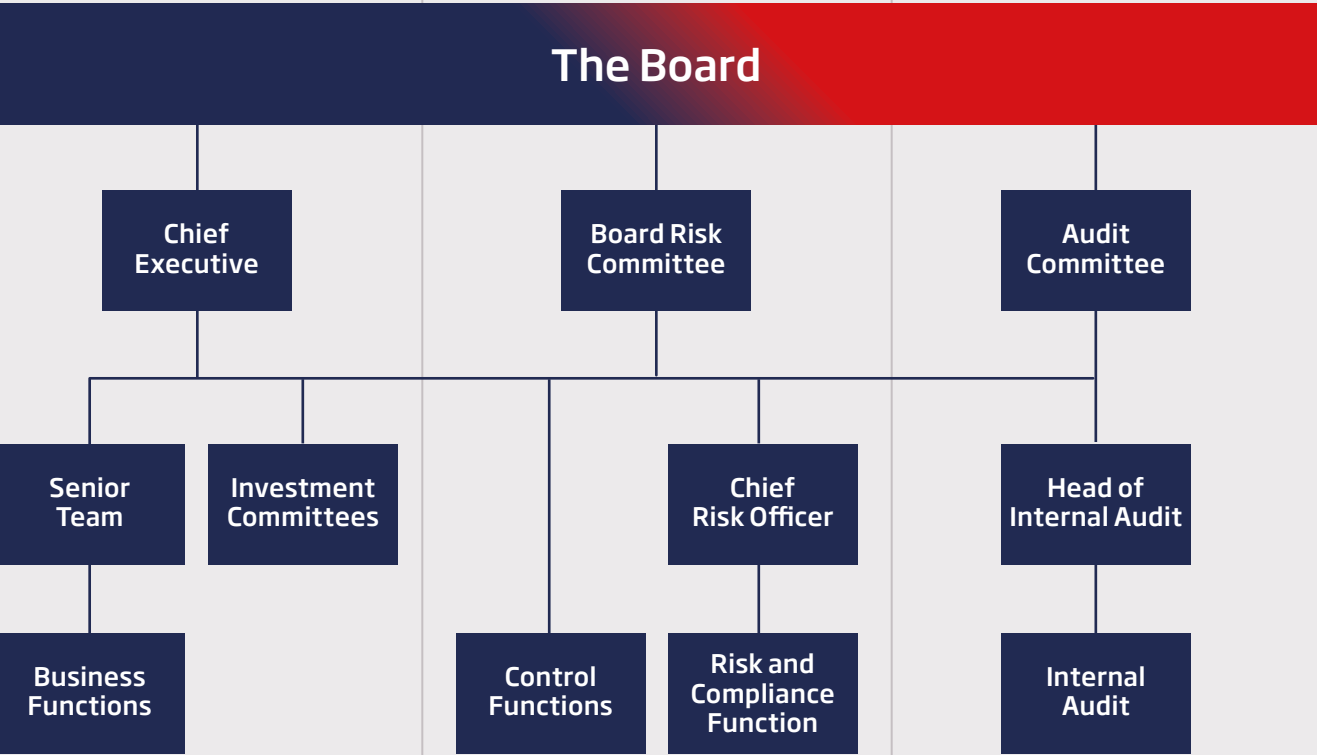 The Board
Chief
Executive
Board Risk
Committee
Audit
Committee
Senior
Team
Investment
Committees
Chief
Risk Officer
Head of
Internal Audit
Business
Functions
Control
Functions
Risk and
Compliance
Function
Internal
Audit